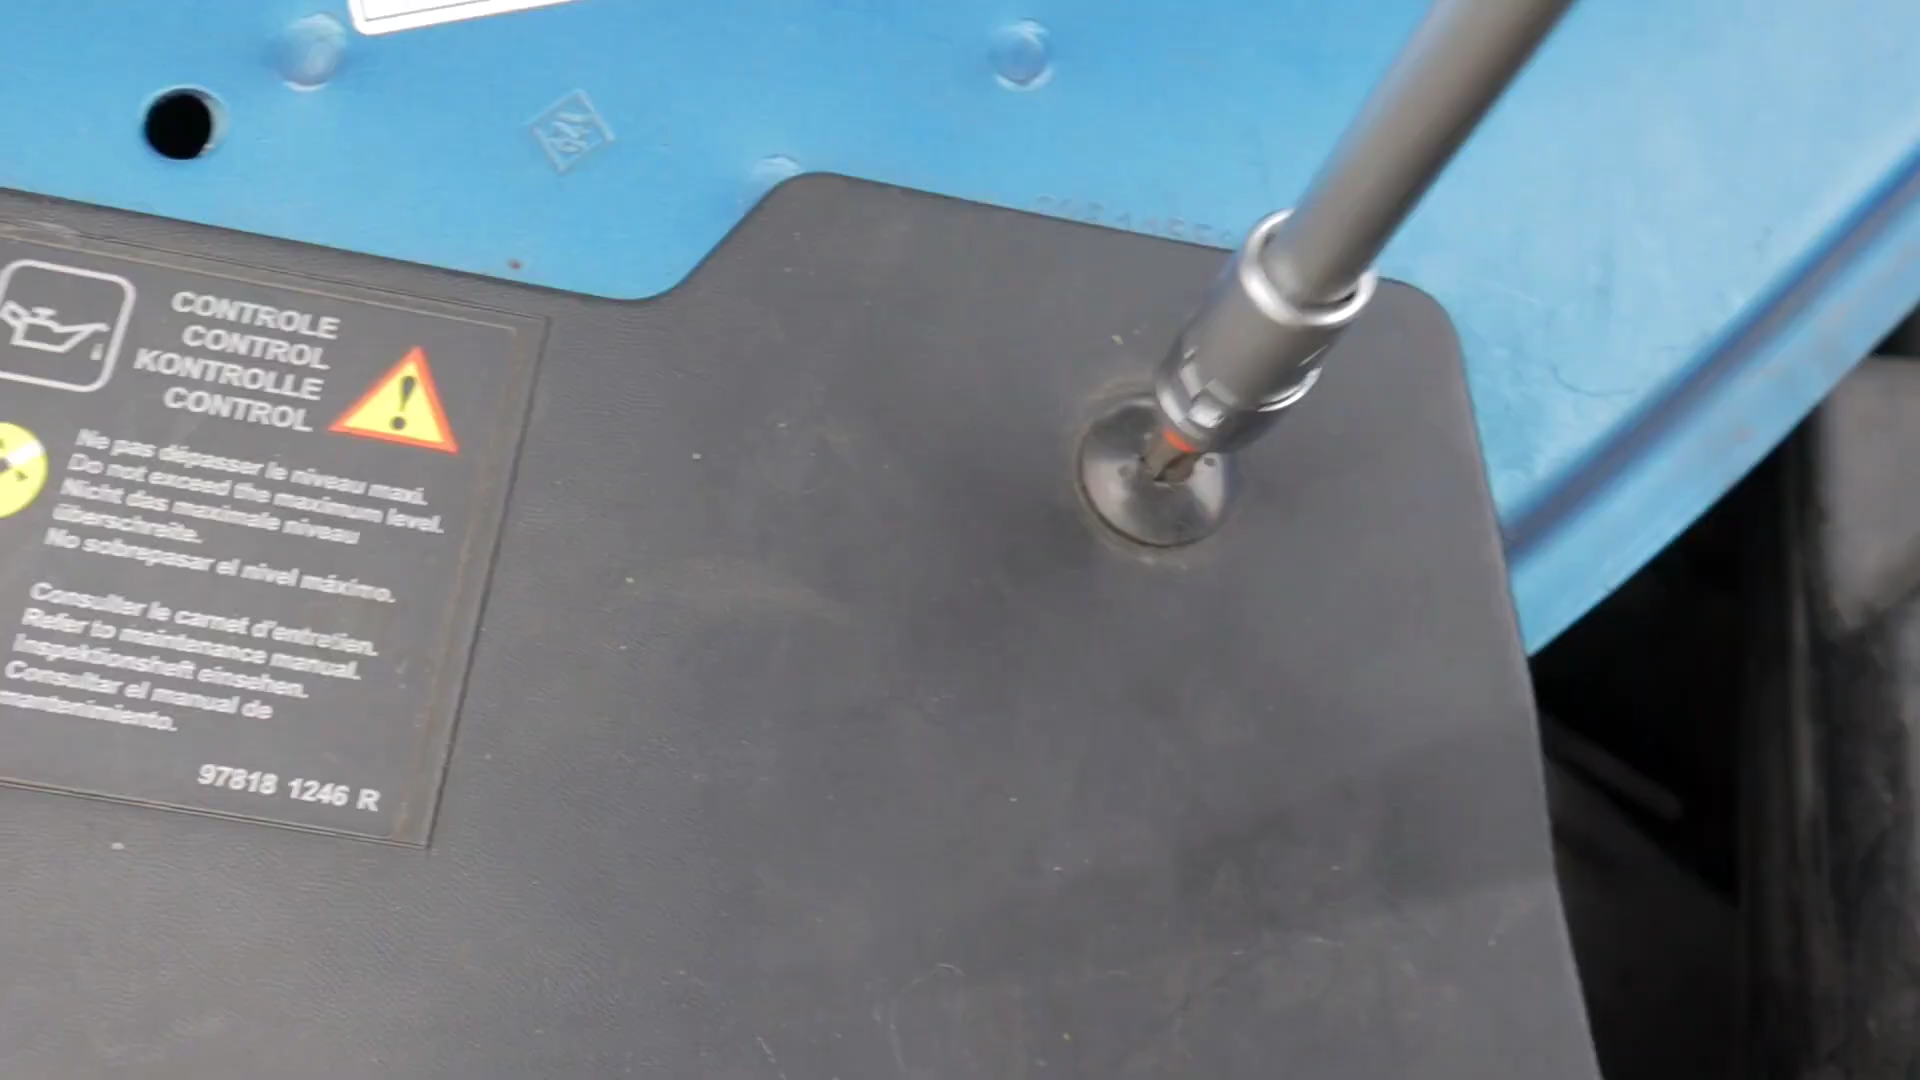 CONTROLE
CONTROL
KONTROLLE
CONTROL
Ne pas dépasser le niveau maxi.
Do not exceed the maximum level.
Nicht das maximale niveau
überschreite.
No sobrepasar el nivel máximo.
Consulter le carnet d'entretien.
Refer to maintenance manual.
Inspektionsheft einsehen.
Consultar el manual de
mantenimiento.
97818 1246 R